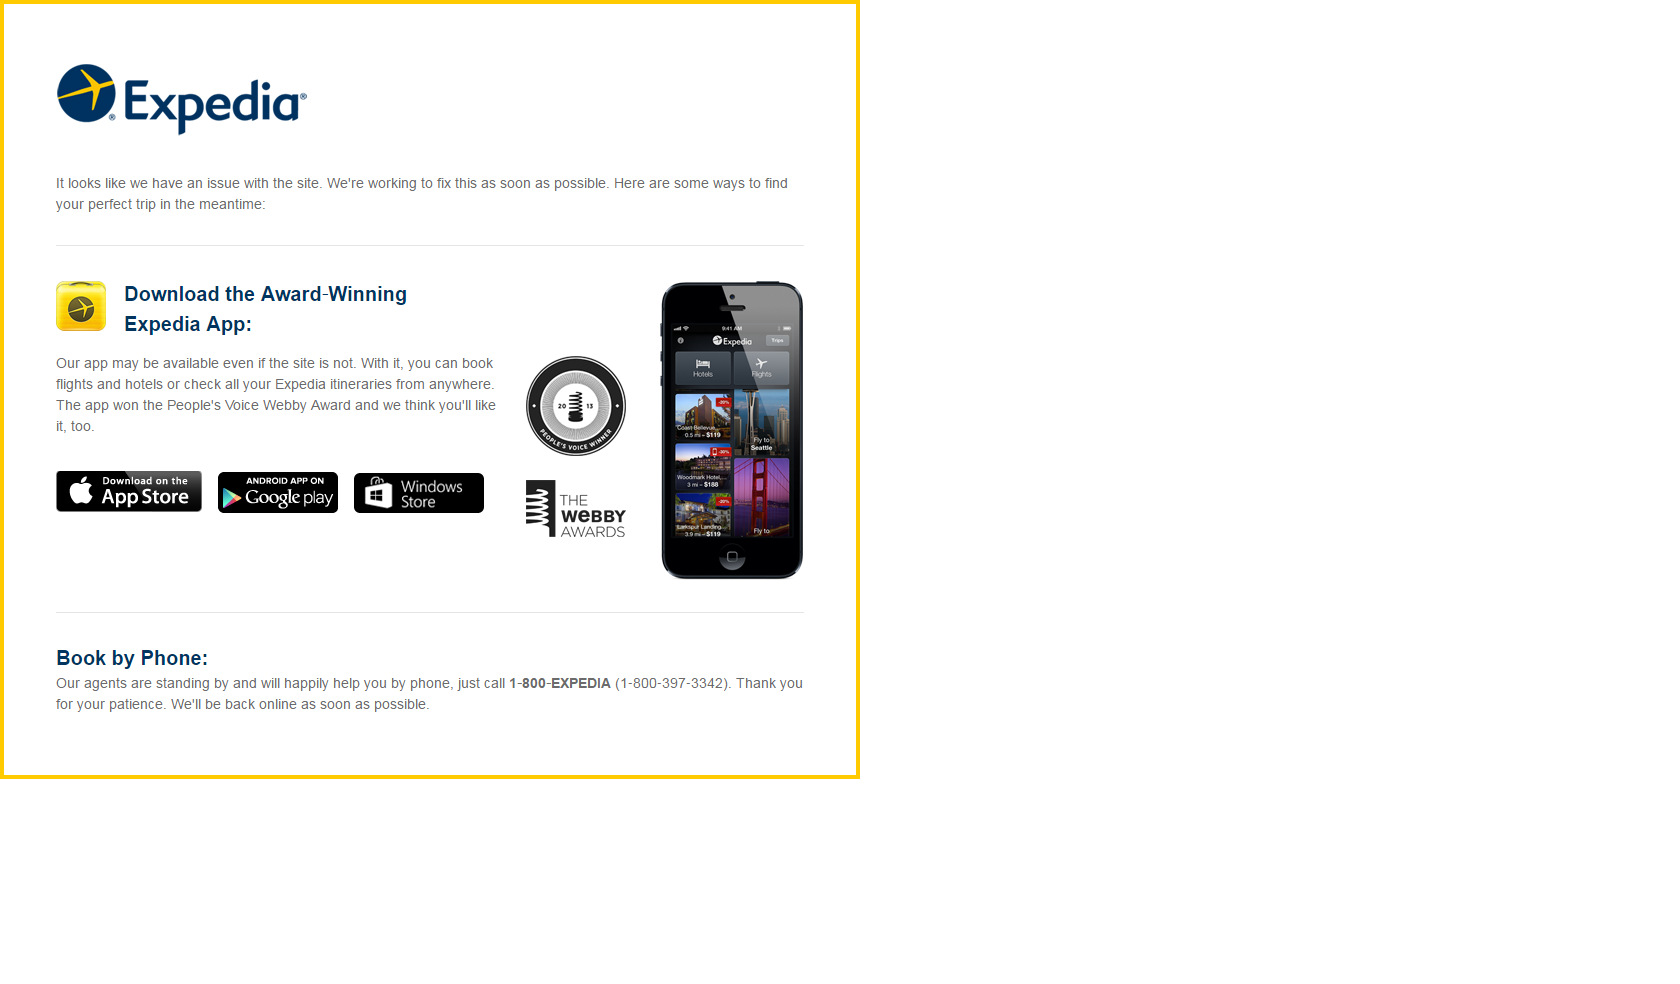 Expedia®
®
It looks like we have an issue with the site. We're working to fix this as soon as possible. Here are some ways to find
your perfect trip in the meantime:
Download the Award-Winning
Expedia App:
Our app may be available even if the site is not. With it, you can book
flights and hotels or check all your Expedia itineraries from anywhere.
The app won the People's Voice Webby Award and we think you'll like
it, too.
Download on the
App Store
ANDROID APP ON
Google play
Windows
Store
20 13
PEOPLE'S VOICE WINNER
THE
WEBBY
AWARDS
9:41 AM
Expedia
Trips
Hotels
Flights
-20%
Coast Bellevue...
0.5 mi – $119
Fly to
Seattle
-30%
Woodmark Hotel,...
3 mi – $188
-20%
Larkspur Landing
3.9 mi – $119
Fly to
Book by Phone:
Our agents are standing by and will happily help you by phone, just call 1-800-EXPEDIA (1-800-397-3342). Thank you
for your patience. We'll be back online as soon as possible.